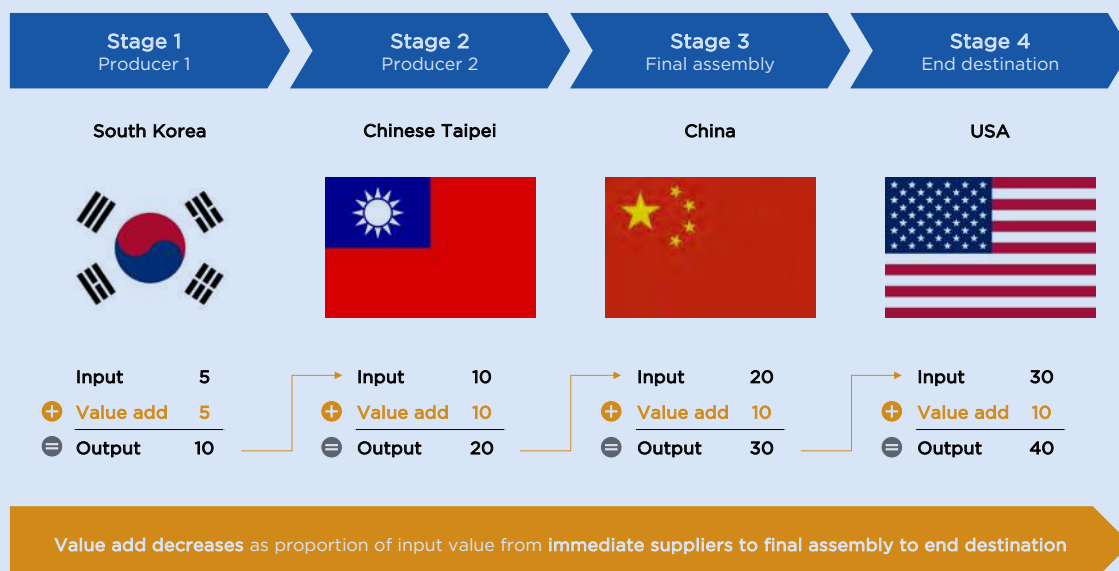 Stage 1
Producer 1
Stage 2
Producer 2
Stage 3
Final assembly
Stage 4
End destination
South Korea
Chinese Taipei
China
USA
Input 5
+ Value add 5
= Output 10
Input 10
+ Value add 10
= Output 20
Input 20
+ Value add 10
= Output 30
Input 30
+ Value add 10
= Output 40
Value add decreases as proportion of input value from immediate suppliers to final assembly to end destination